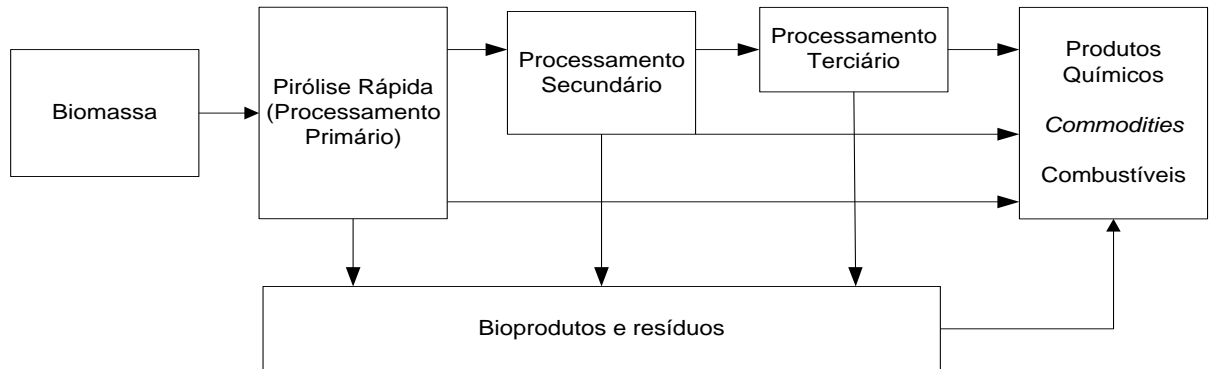 Biomassa
Pirólise Rápida
(Processamento
Primário)
Processamento
Secundário
Processamento
Terciário
Produtos
Químicos
Commodities
Combustíveis
Bioprodutos e resíduos